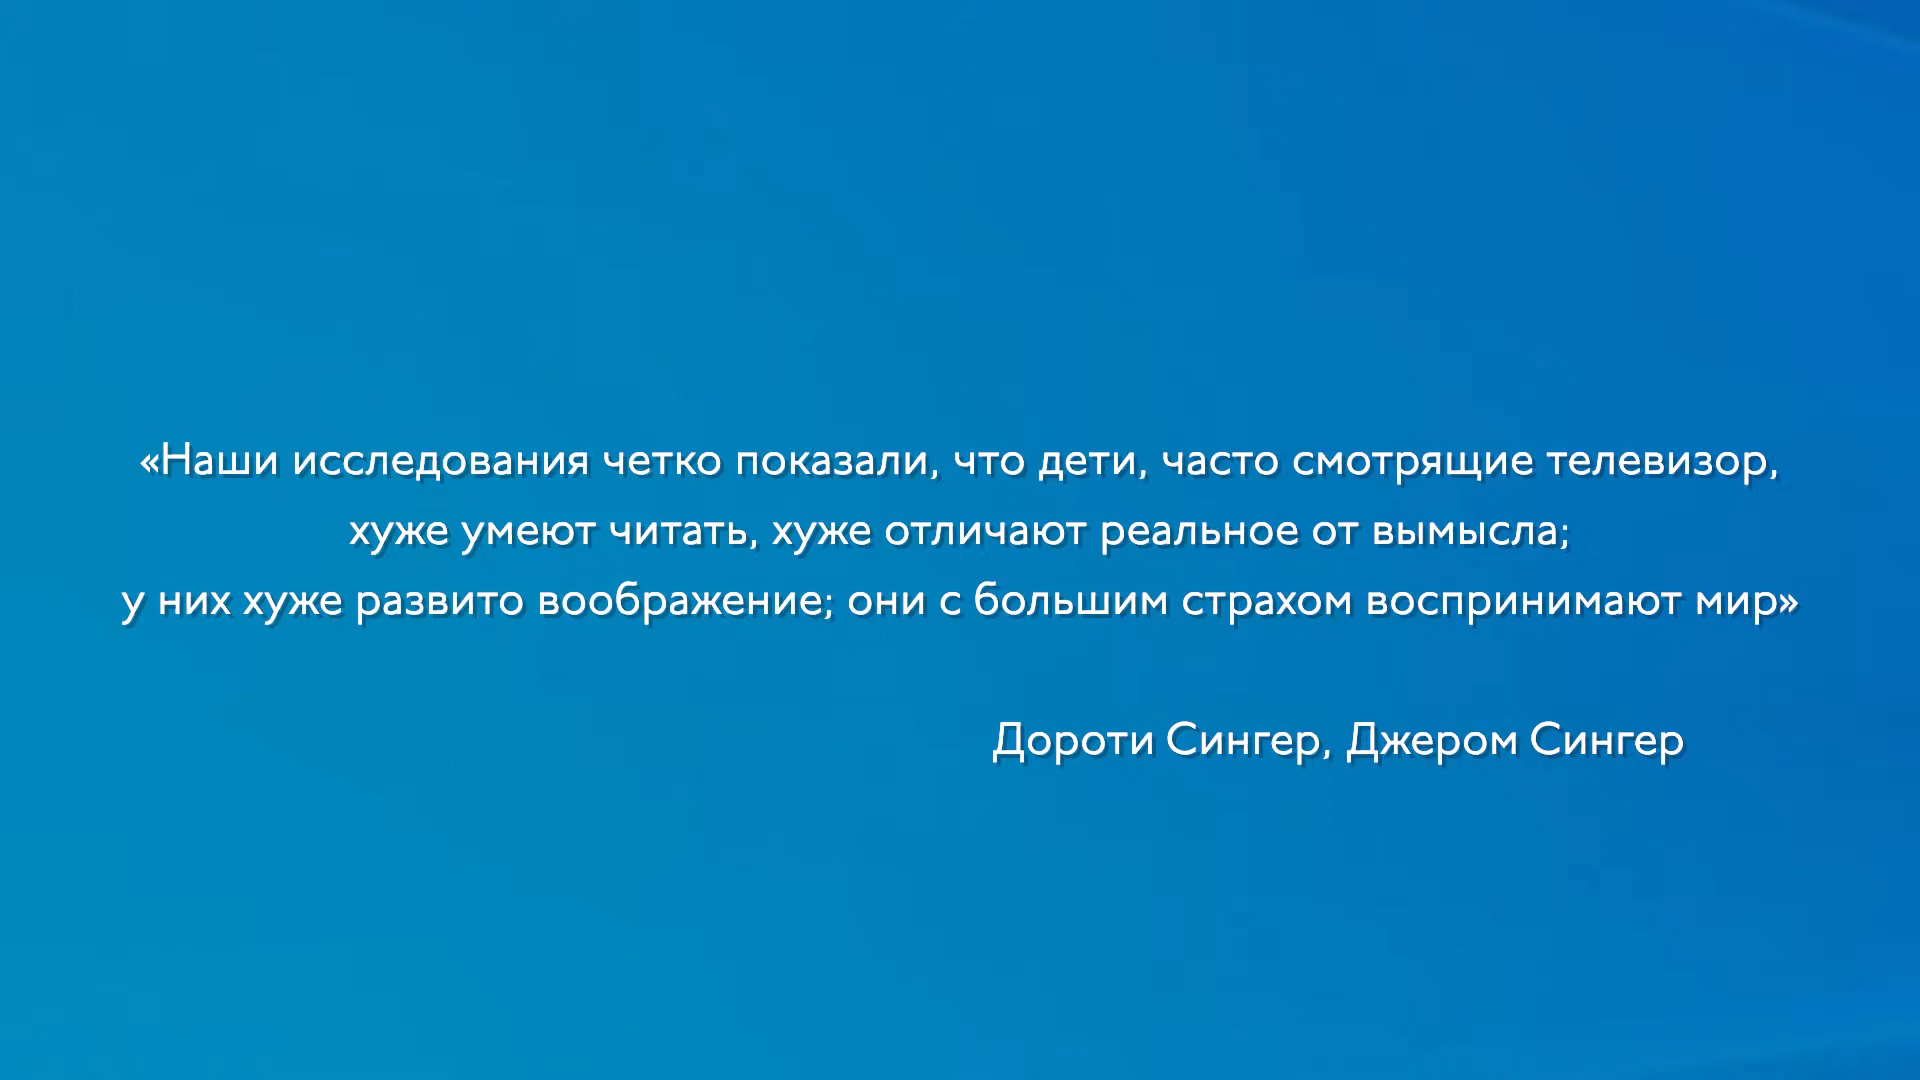 «Наши исследования четко показали, что дети, часто смотрящие телевизор,
хуже умеют читать, хуже отличают реальное от вымысла;
у них хуже развито воображение; они с большим страхом воспринимают мир»
Дороти Сингер, Джером Сингер